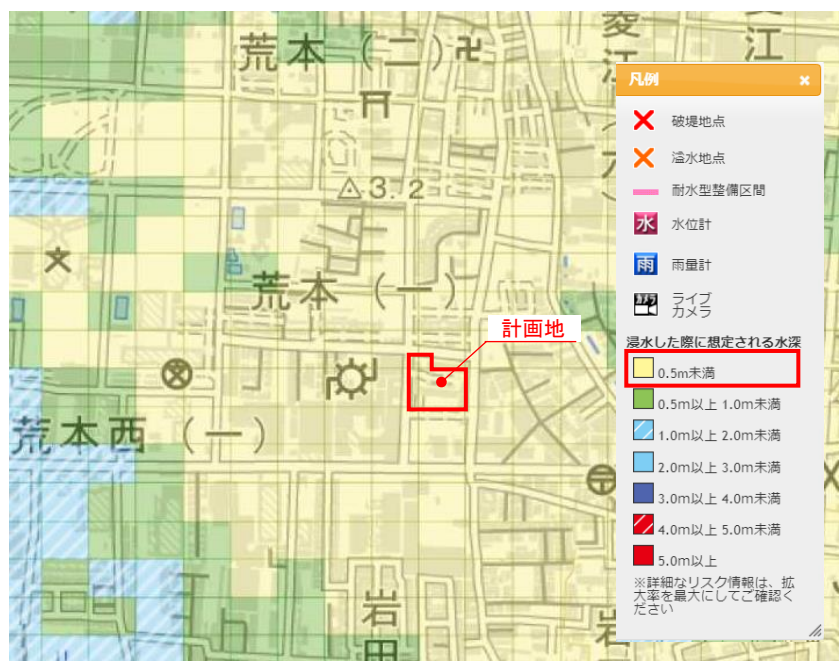 荒本(二)
菱江
3.2
荒本(一)
計画地
荒本西(一)
岩田
凡例
×
破堤地点
溢水地点
耐水型整備区間
水 水位計
雨 雨量計
カメラ ライブ
カメラ
浸水した際に想定される水深
0.5m未満
0.5m以上 1.0m未満
1.0m以上 2.0m未満
2.0m以上 3.0m未満
3.0m以上 4.0m未満
4.0m以上 5.0m未満
5.0m以上
※詳細なリスク情報は、拡
大率を最大にしてご確認く
ださい